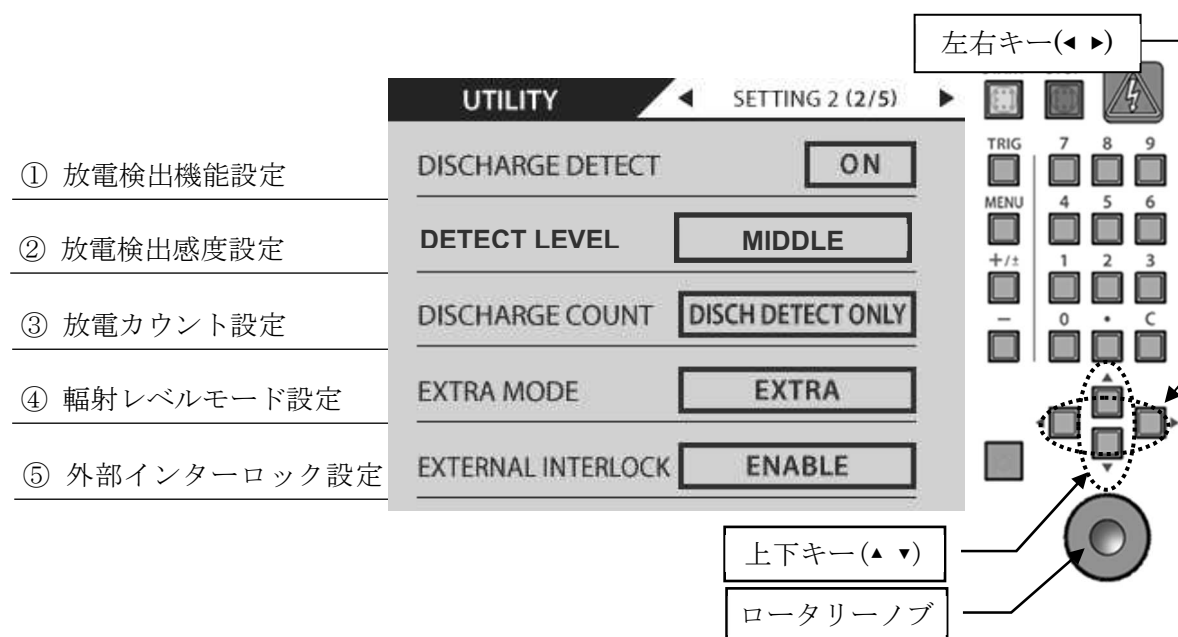 左右キー(◀ ▶)
UTILITY
◀ SETTING 2 (2/5) ▶
① 放電検出機能設定
DISCHARGE DETECT ON
② 放電検出感度設定
DETECT LEVEL MIDDLE
③ 放電カウント設定
DISCHARGE COUNT DISCH DETECT ONLY
④ 輻射レベルモード設定
EXTRA MODE EXTRA
⑤ 外部インターロック設定
EXTERNAL INTERLOCK ENABLE
TRIG 7 8 9
MENU 4 5 6
+/± 1 2 3
− 0 • C
▲
◀ ▶
▼
上下キー(▲ ▼)
ロータリーノブ